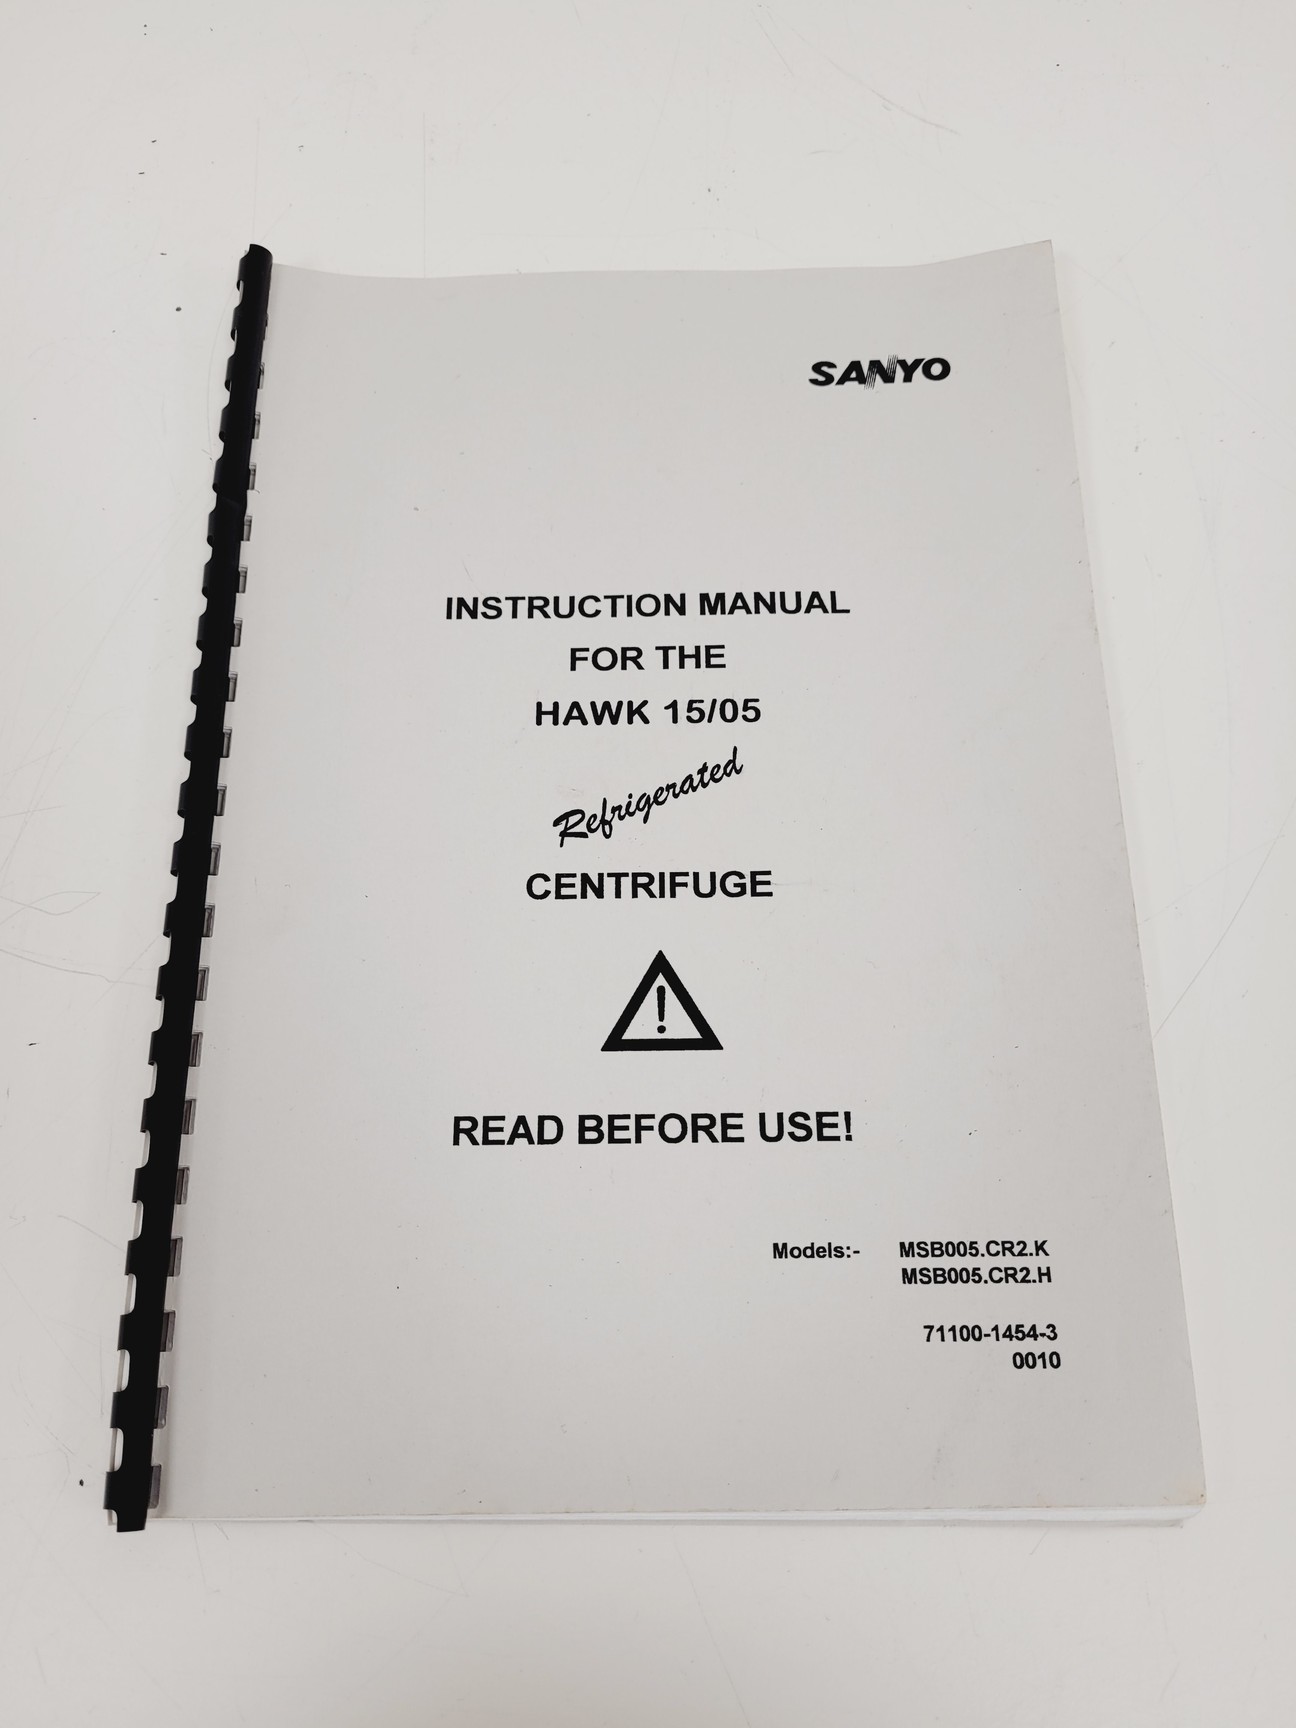 SANYO
INSTRUCTION MANUAL
FOR THE
HAWK 15/05
Refrigerated
CENTRIFUGE
!
READ BEFORE USE!
Models:- MSB005.CR2.K
MSB005.CR2.H
71100-1454-3
0010